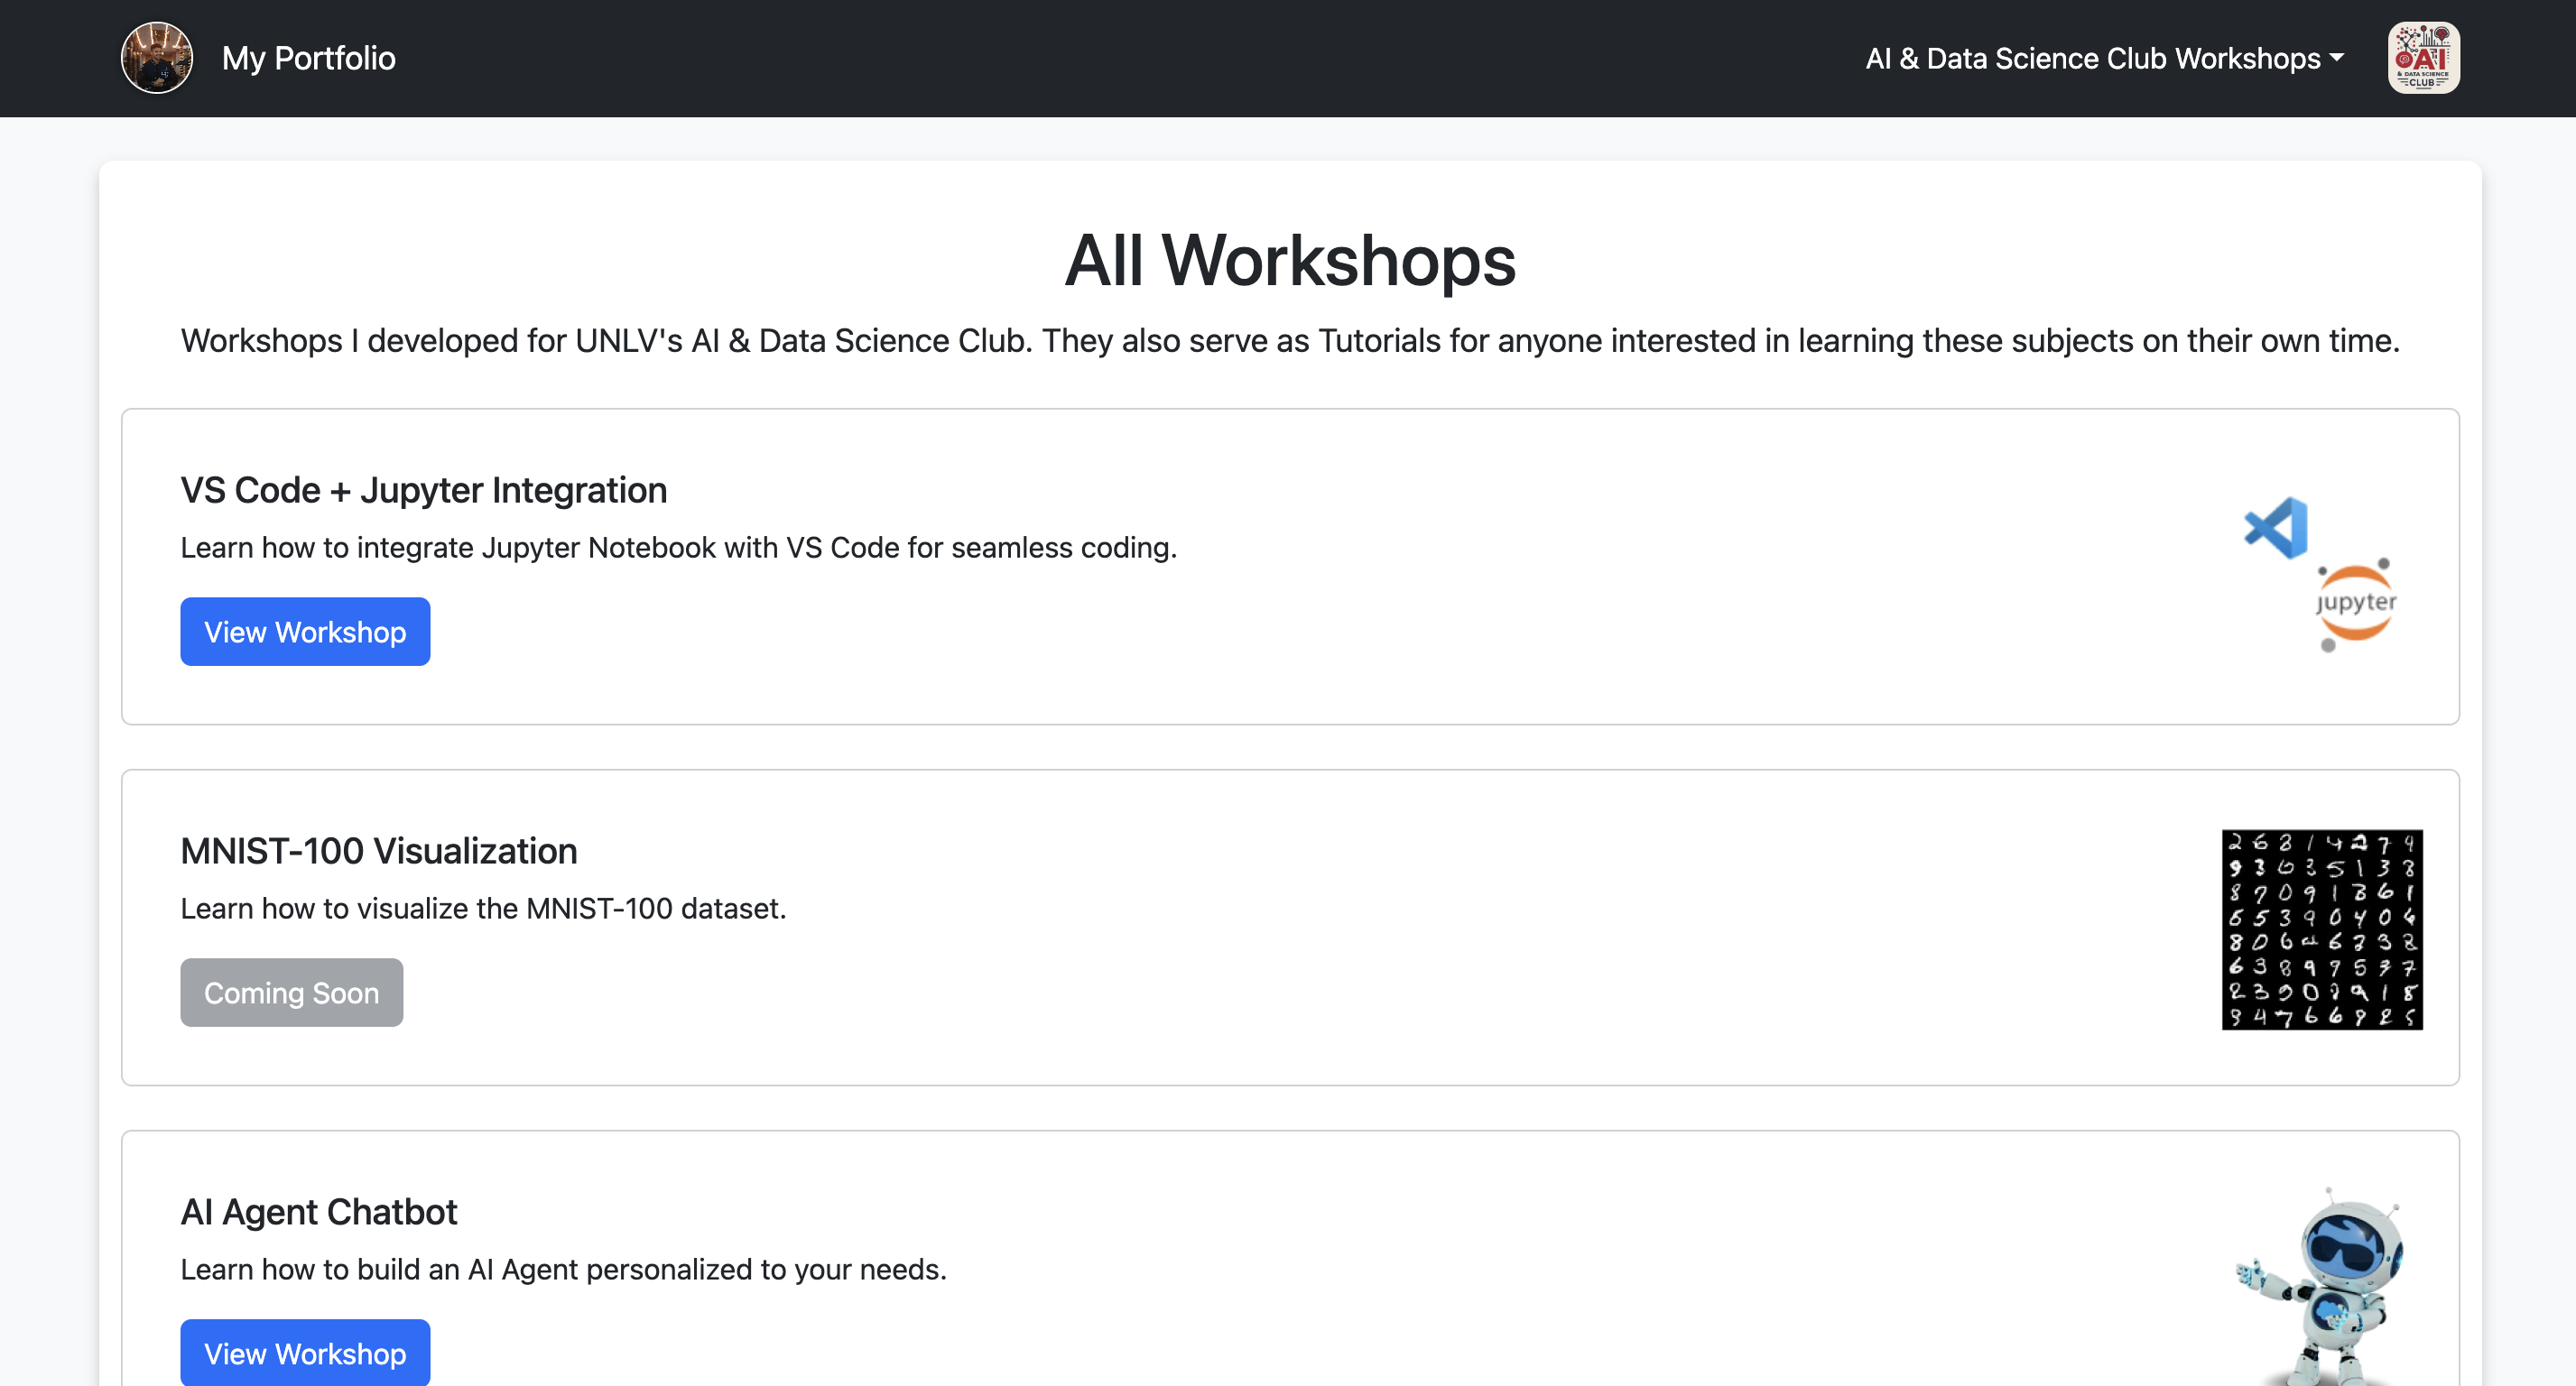 My Portfolio
AI & Data Science Club Workshops
AI
& DATA SCIENCE
CLUB
All Workshops
Workshops I developed for UNLV's AI & Data Science Club. They also serve as Tutorials for anyone interested in learning these subjects on their own time.
VS Code + Jupyter Integration
Learn how to integrate Jupyter Notebook with VS Code for seamless coding.
jupyter
View Workshop
MNIST-100 Visualization
Learn how to visualize the MNIST-100 dataset.
Coming Soon
AI Agent Chatbot
Learn how to build an AI Agent personalized to your needs.
View Workshop